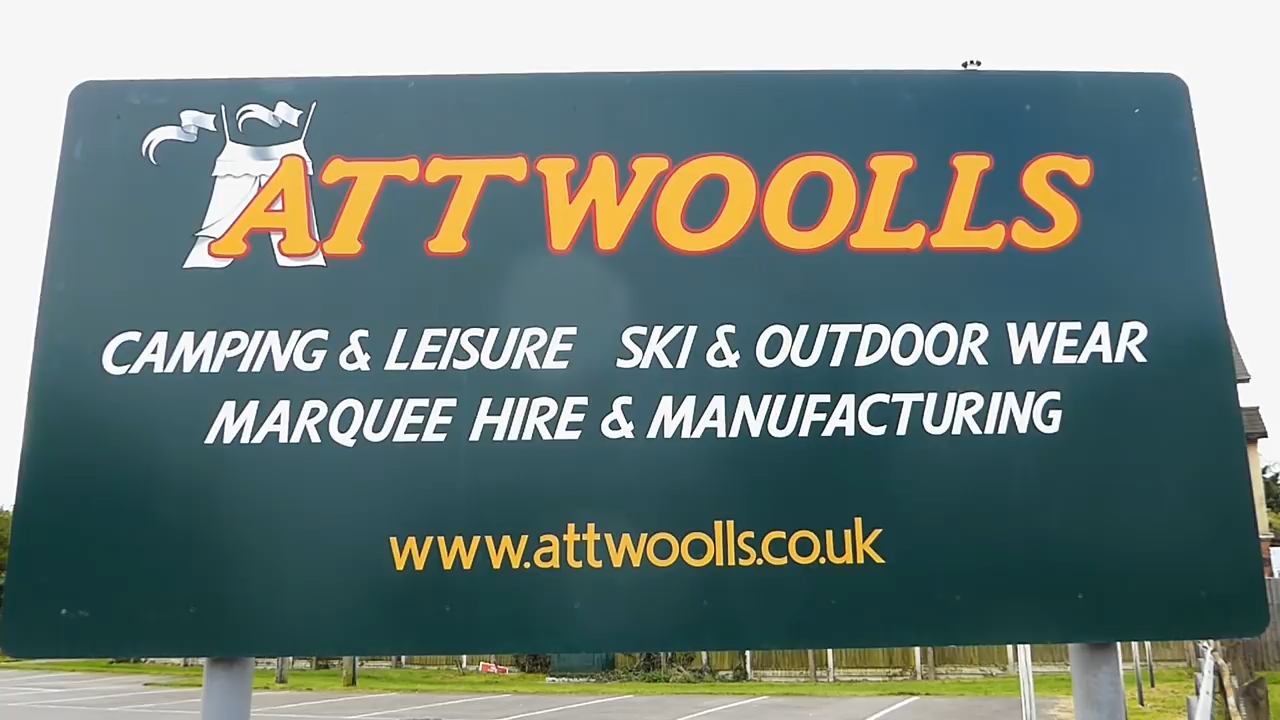 ATTWOOLLS
CAMPING & LEISURE SKI & OUTDOOR WEAR
MARQUEE HIRE & MANUFACTURING
www.attwoolls.co.uk